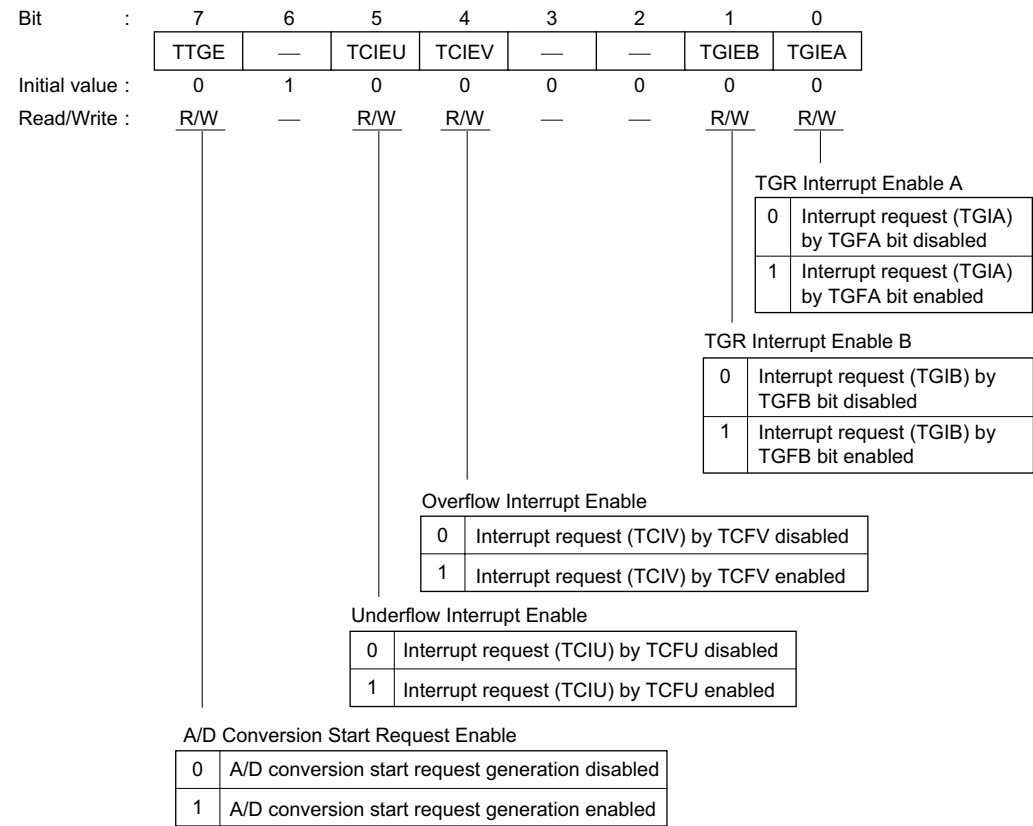 Bit : 7 6 5 4 3 2 1 0
TTGE — TCIEU TCIEV — — TGIEB TGIEA
Initial value : 0 1 0 0 0 0 0 0
Read/Write : R/W — R/W R/W — — R/W R/W
TGR Interrupt Enable A
0 Interrupt request (TGIA)
by TGFA bit disabled
1 Interrupt request (TGIA)
by TGFA bit enabled
TGR Interrupt Enable B
0 Interrupt request (TGIB) by
TGFB bit disabled
1 Interrupt request (TGIB) by
TGFB bit enabled
Overflow Interrupt Enable
0 Interrupt request (TCIV) by TCFV disabled
1 Interrupt request (TCIV) by TCFV enabled
Underflow Interrupt Enable
0 Interrupt request (TCIU) by TCFU disabled
1 Interrupt request (TCIU) by TCFU enabled
A/D Conversion Start Request Enable
0 A/D conversion start request generation disabled
1 A/D conversion start request generation enabled